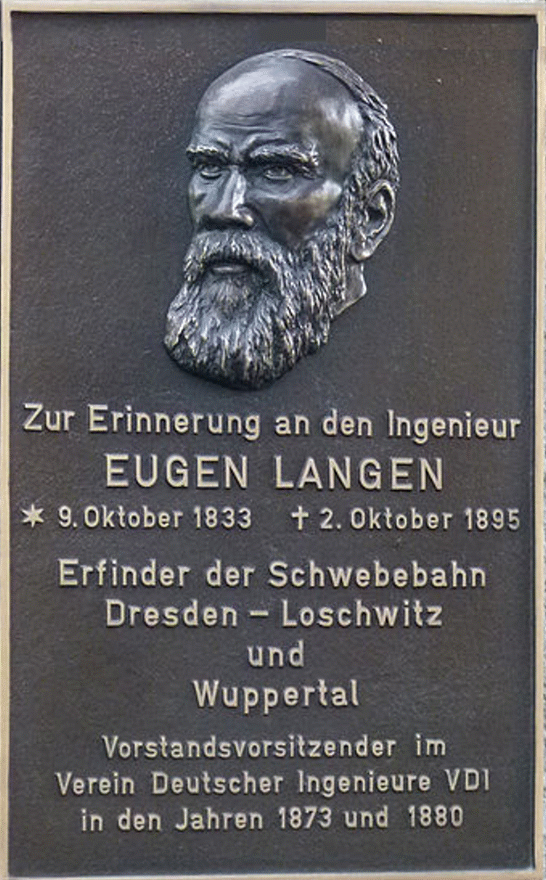 Zur Erinnerung an den Ingenieur
EUGEN LANGEN
* 9. Oktober 1833 † 2. Oktober 1895
Erfinder der Schwebebahn
Dresden – Loschwitz
und
Wuppertal
Vorstandsvorsitzender im
Verein Deutscher Ingenieure VDI
in den Jahren 1873 und 1880